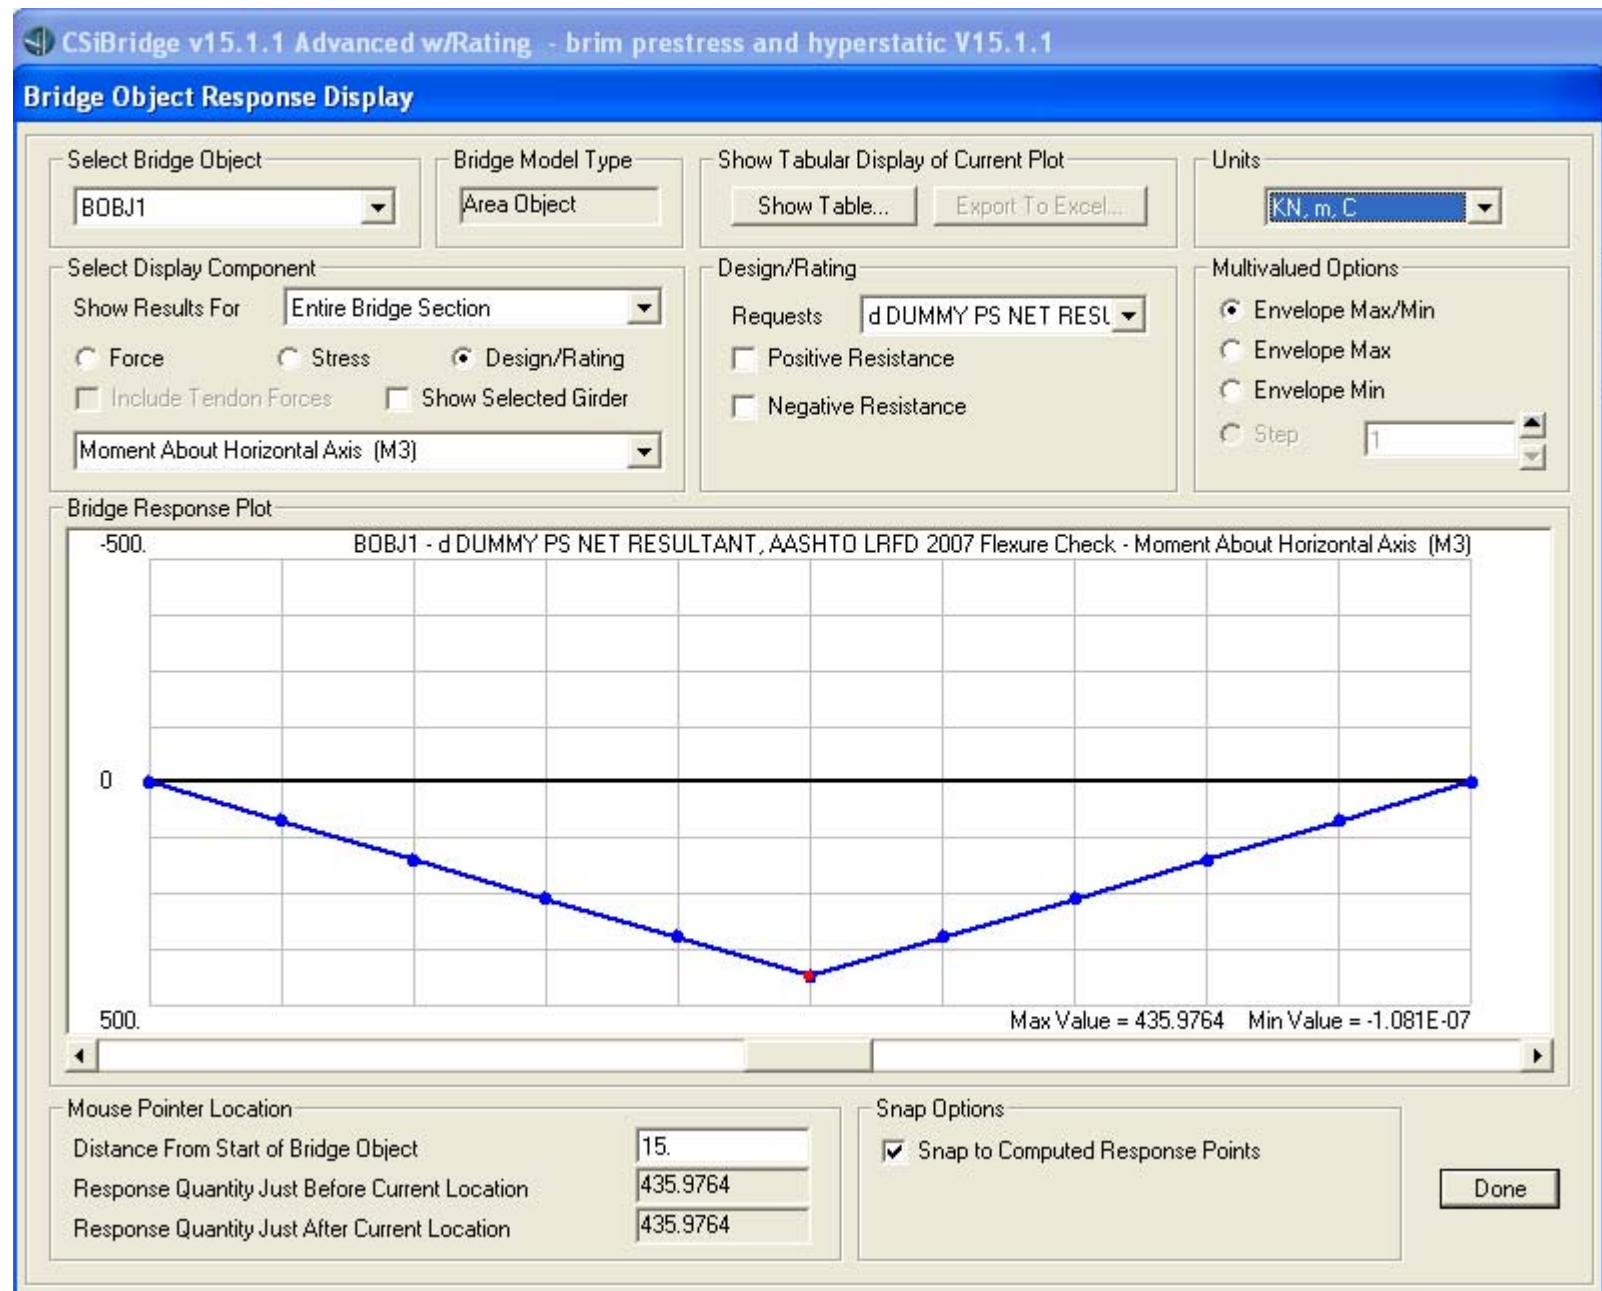 CSiBridge v15.1.1 Advanced w/Rating - brim prestress and hyperstatic V15.1.1
Bridge Object Response Display
Select Bridge Object
BOBJ1
Bridge Model Type
Area Object
Show Tabular Display of Current Plot
Show Table...
Export To Excel...
Units
KN, m, C
Select Display Component
Show Results For
Entire Bridge Section
Force
Stress
Design/Rating
Include Tendon Forces
Show Selected Girder
Moment About Horizontal Axis (M3)
Design/Rating
Requests
d DUMMY PS NET RESU
Positive Resistance
Negative Resistance
Multivalued Options
Envelope Max/Min
Envelope Max
Envelope Min
Step
1
Bridge Response Plot
-500.
BOBJ1 - d DUMMY PS NET RESULTANT, AASHTO LRFD 2007 Flexure Check - Moment About Horizontal Axis (M3)
0
500.
Max Value = 435.9764 Min Value = -1.081E-07
Mouse Pointer Location
Distance From Start of Bridge Object
15.
Response Quantity Just Before Current Location
435.9764
Response Quantity Just After Current Location
435.9764
Snap Options
Snap to Computed Response Points
Done